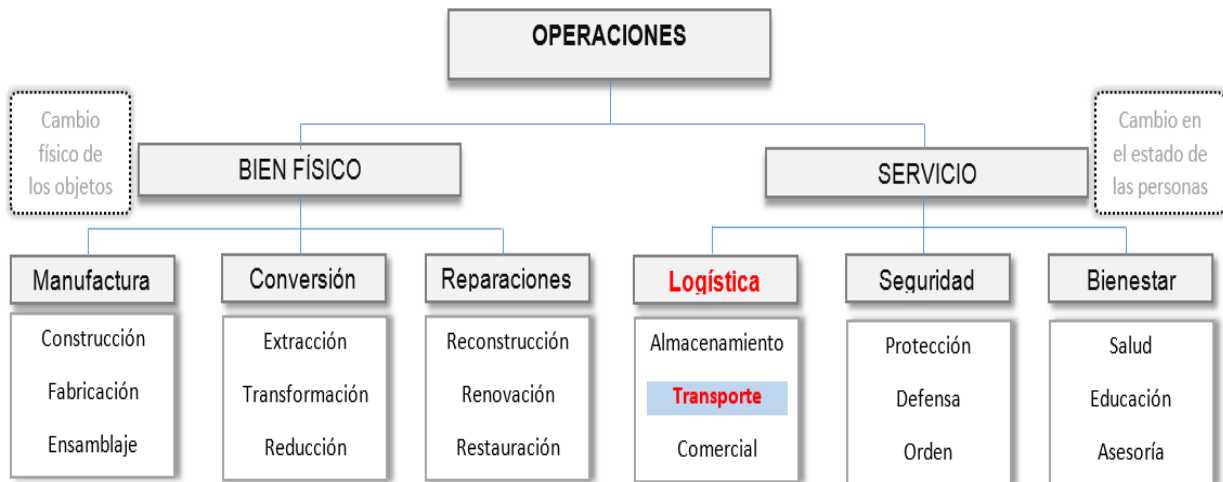 OPERACIONES
Cambio
físico de
los objetos
BIEN FÍSICO
SERVICIO
Cambio en
el estado de
las personas
Manufactura
Construcción
Fabricación
Ensamblaje
Conversión
Extracción
Transformación
Reducción
Reparaciones
Reconstrucción
Renovación
Restauración
Logística
Almacenamiento
Transporte
Comercial
Seguridad
Protección
Defensa
Orden
Bienestar
Salud
Educación
Asesoría